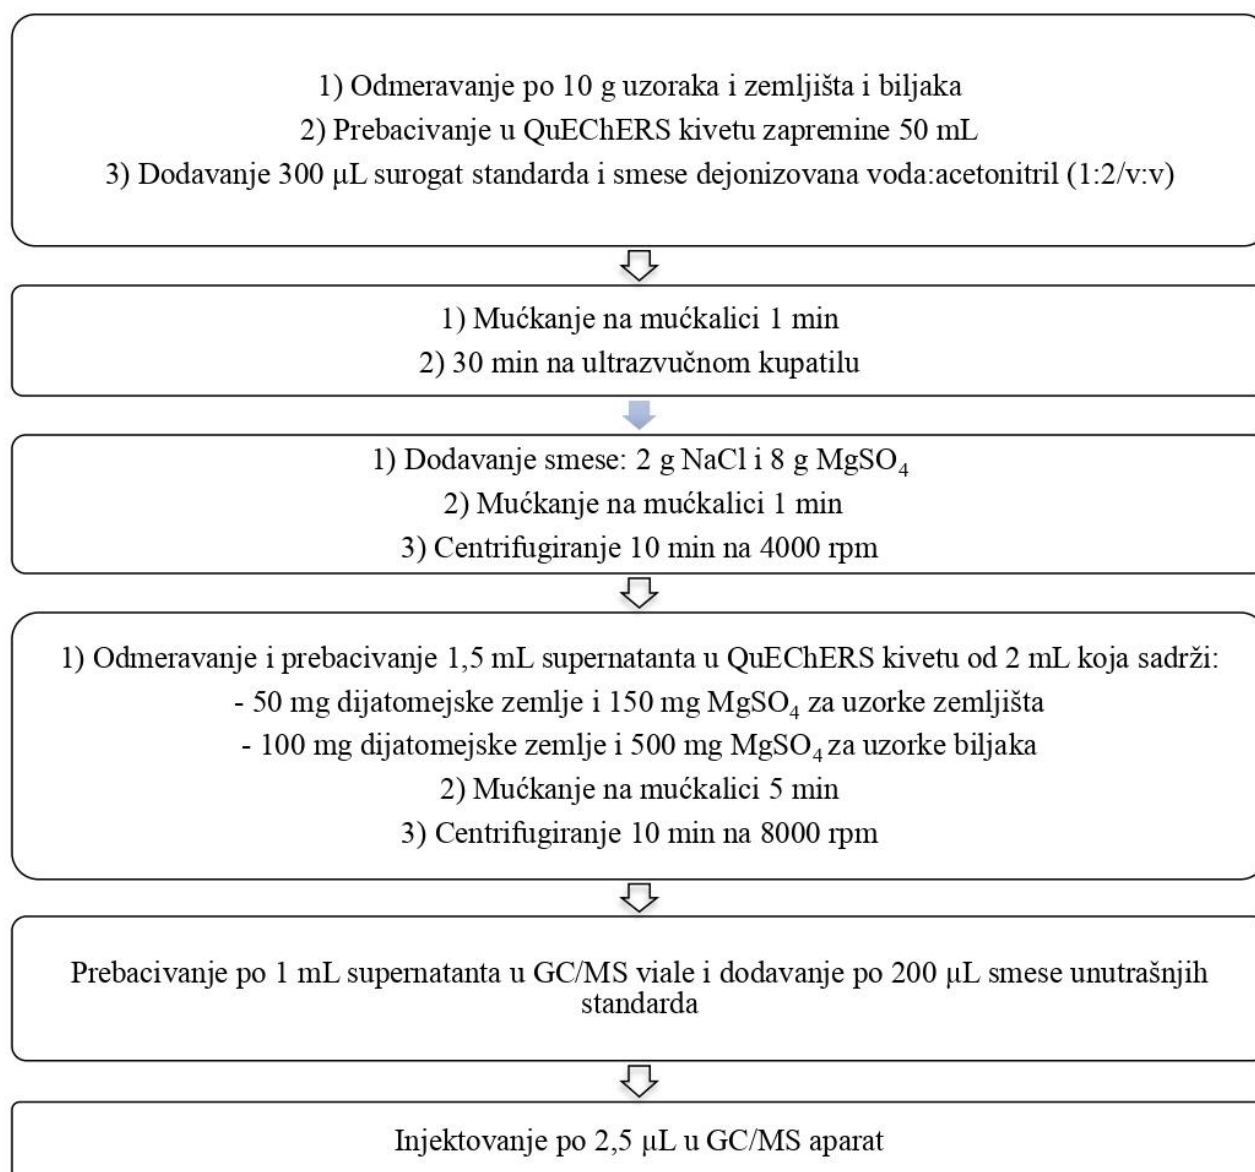 1) Odmeravanje po 10 g uzoraka i zemljišta i biljaka
2) Prebacivanje u QuEChERS kivetu zapremine 50 mL
3) Dodavanje 300 μL surogat standarda i smese dejonizovana voda:acetonitril (1:2/v:v)
1) Mućkanje na mućkalici 1 min
2) 30 min na ultrazvučnom kupatilu
1) Dodavanje smese: 2 g NaCl i 8 g MgSO₄
2) Mućkanje na mućkalici 1 min
3) Centrifugiranje 10 min na 4000 rpm
1) Odmeravanje i prebacivanje 1,5 mL supernatanta u QuEChERS kivetu od 2 mL koja sadrži:
- 50 mg dijatomejske zemlje i 150 mg MgSO₄ za uzorke zemljišta
- 100 mg dijatomejske zemlje i 500 mg MgSO₄ za uzorke biljaka
2) Mućkanje na mućkalici 5 min
3) Centrifugiranje 10 min na 8000 rpm
Prebacivanje po 1 mL supernatanta u GC/MS viale i dodavanje po 200 μL smese unutrašnjih
standarda
Injektovanje po 2,5 μL u GC/MS aparat